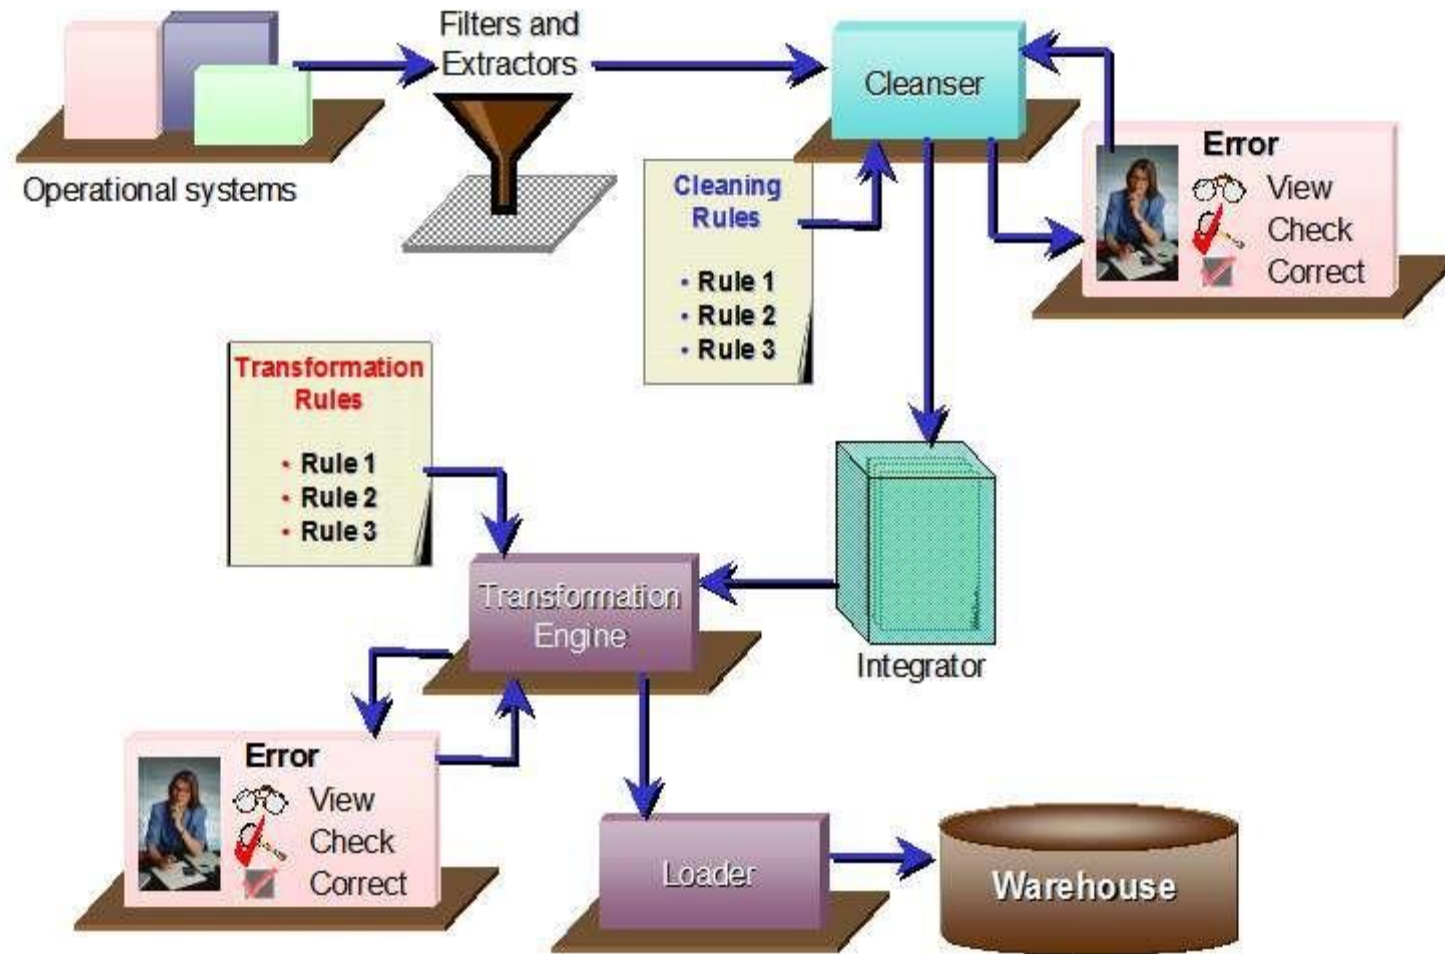 Filters and
Extractors
Operational systems
Cleanser
Error
View
Check
Correct
Cleaning
Rules
• Rule 1
• Rule 2
• Rule 3
Transformation
Rules
• Rule 1
• Rule 2
• Rule 3
Transformation
Engine
Integrator
Error
View
Check
Correct
Loader
Warehouse